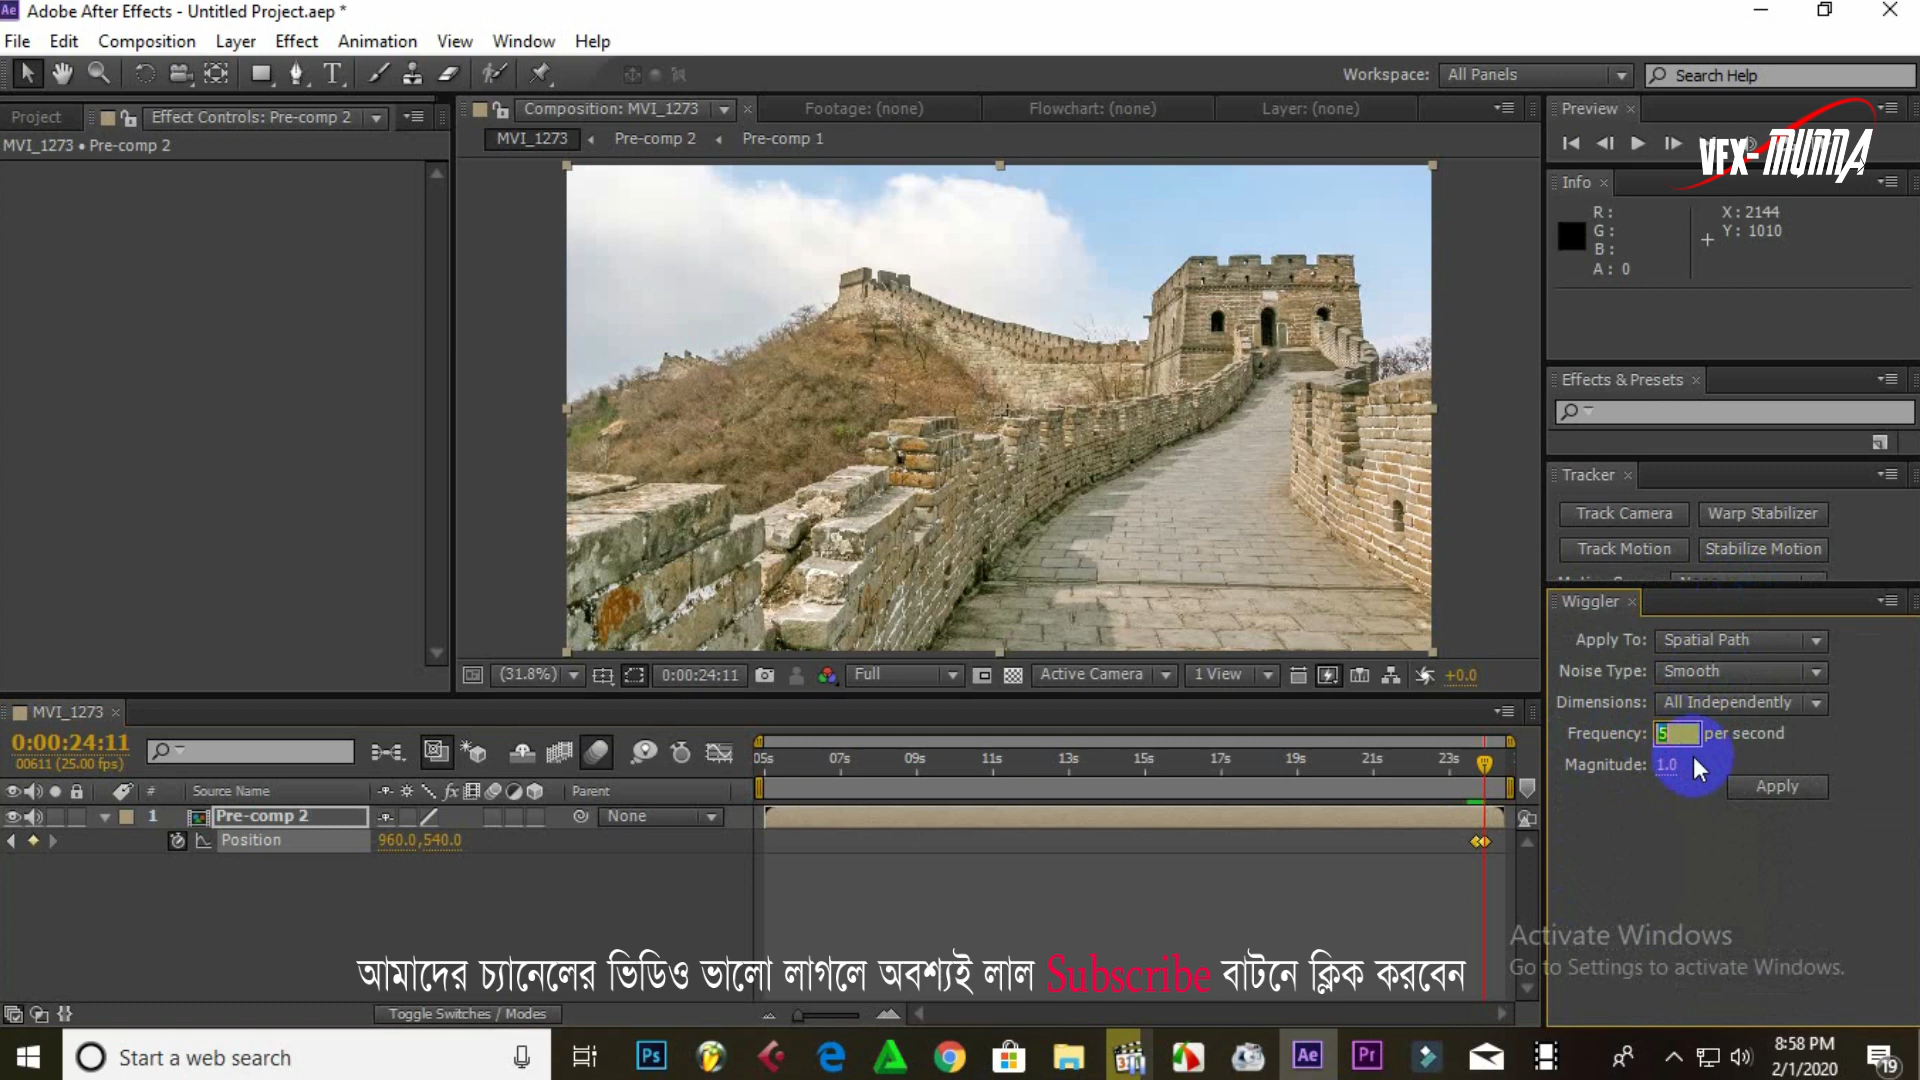 Ae Adobe After Effects - Untitled Project.aep *
File Edit Composition Layer Effect Animation View Window Help
Workspace: All Panels Search Help
Project Effect Controls: Pre-comp 2
MVI_1273 • Pre-comp 2
Composition: MVI_1273 Footage: (none) Flowchart: (none) Layer: (none)
MVI_1273 Pre-comp 2 Pre-comp 1
Preview
VFX-MUNNA
Info
R :
G :
B :
A : 0
X : 2144
Y : 1010
Effects & Presets
Tracker
Track Camera Warp Stabilizer
Track Motion Stabilize Motion
Wiggler
Apply To: Spatial Path
Noise Type: Smooth
Dimensions: All Independently
Frequency: 5 per second
Magnitude: 1.0
Apply
(31.8%) 0:00:24:11 Full Active Camera 1 View +0.0
MVI_1273
0:00:24:11
00611 (25.00 fps)
05s 07s 09s 11s 13s 15s 17s 19s 21s 23s
# Source Name fx Parent
1 Pre-comp 2 None
Position 960.0,540.0
Activate Windows
Go to Settings to activate Windows.
আমাদের চ্যানেলের ভিডিও ভালো লাগলে অবশ্যই লাল Subscribe বাটনে ক্লিক করবেন
Toggle Switches / Modes
Start a web search
Ps Ae Pr
8:58 PM
2/1/2020
19